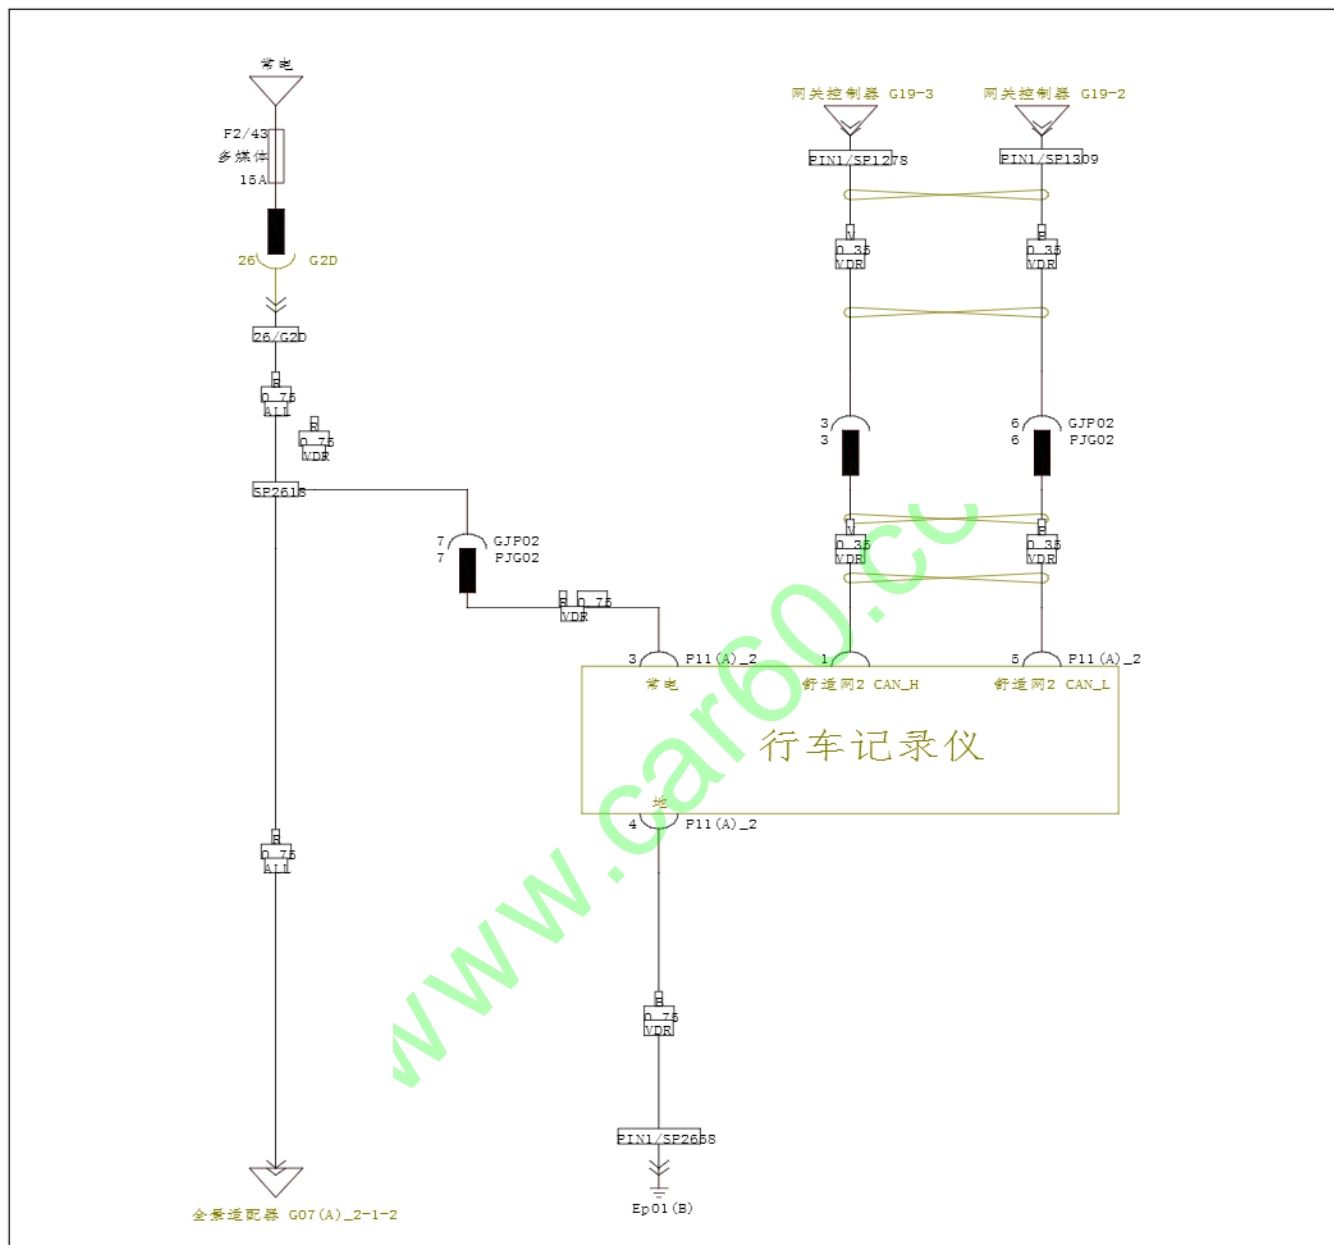 常电
网关控制器 G19-3
网关控制器 G19-2
F2/43
多媒体
15A
PIN1/SP1278
PIN1/SP1309
V
0.35
VDR
P
0.35
VDR
26
G2D
26/G2D
R
0.75
ALL
R
0.75
VDR
3
3
6
6
GJP02
PJG02
SP2618
7
7
GJP02
PJG02
V
0.35
VDR
P
0.35
VDR
R 0.75
VDR
3
P11(A)_2
1
5
P11(A)_2
常电
舒适网2 CAN_H
舒适网2 CAN_L
行车记录仪
地
4
P11(A)_2
R
0.75
ALL
B
0.75
VDR
PIN1/SP2658
Ep01(B)
全景适配器 G07(A)_2-1-2
www.car60.co